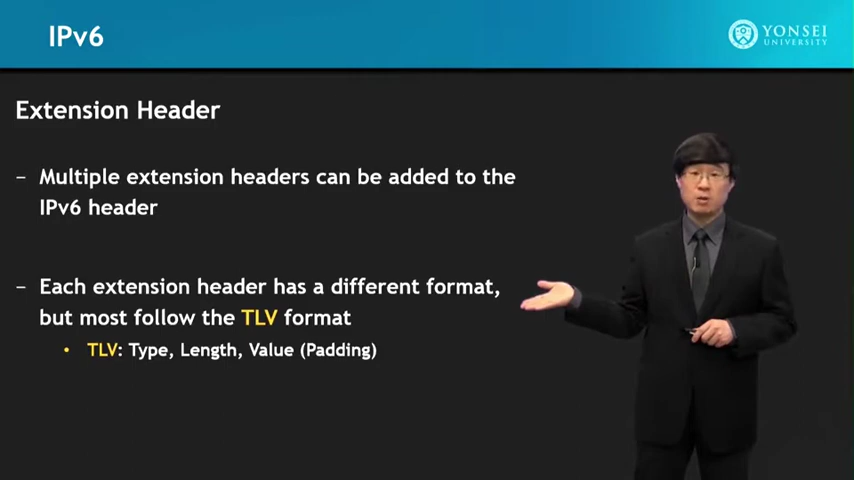 IPv6
YONSEI
UNIVERSITY
Extension Header
– Multiple extension headers can be added to the
IPv6 header
– Each extension header has a different format,
but most follow the TLV format
• TLV: Type, Length, Value (Padding)